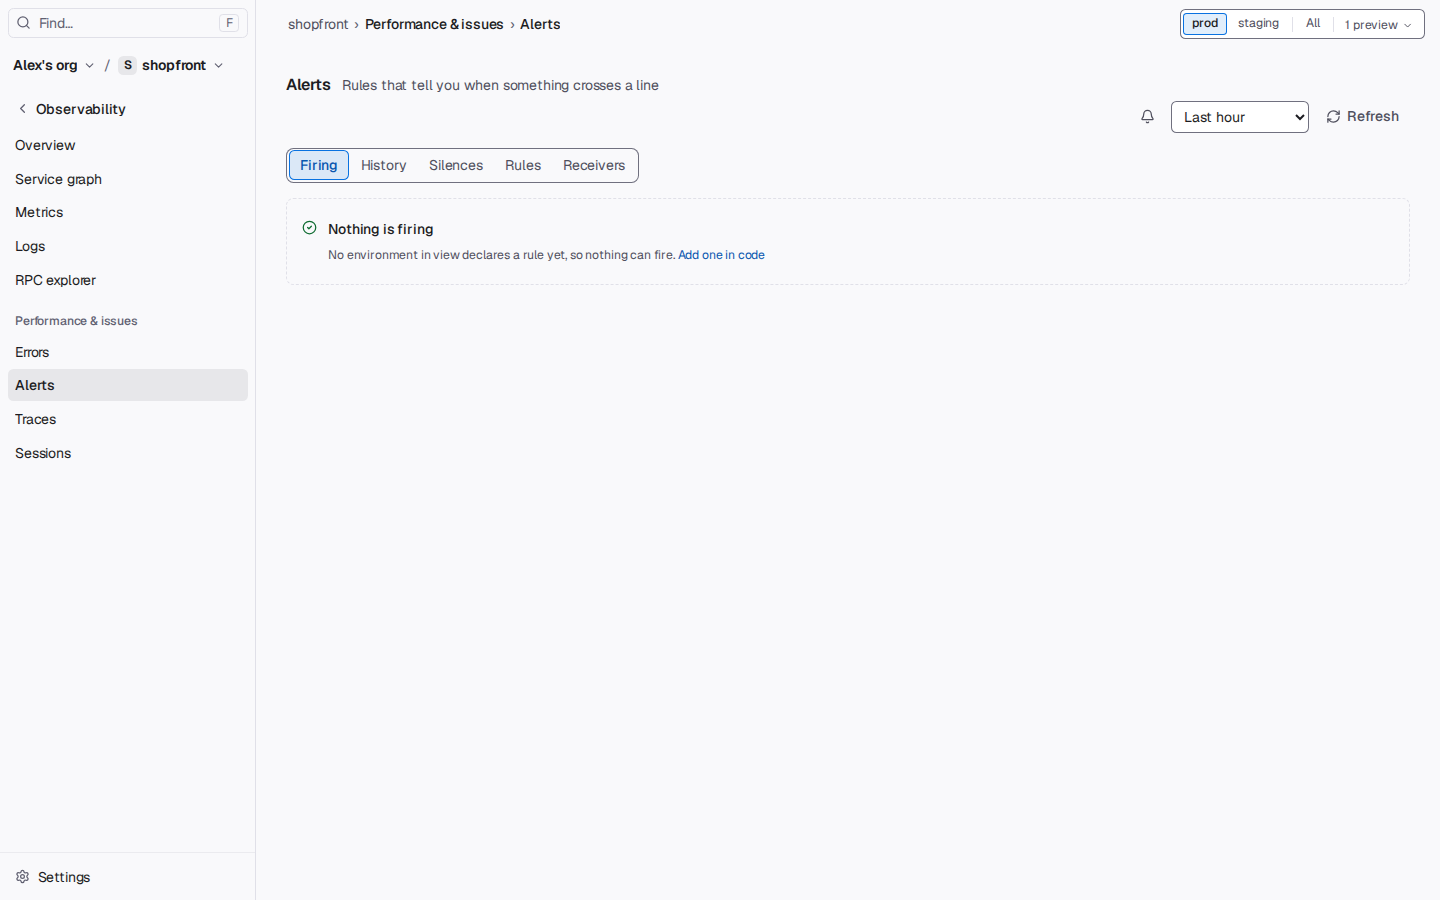 Find... F
Alex's org / S shopfront
Observability
Overview
Service graph
Metrics
Logs
RPC explorer
Performance & issues
Errors
Alerts
Traces
Sessions
Settings
shopfront › Performance & issues › Alerts
prod staging All 1 preview
Alerts Rules that tell you when something crosses a line
Last hour Refresh
Firing History Silences Rules Receivers
Nothing is firing
No environment in view declares a rule yet, so nothing can fire. Add one in code